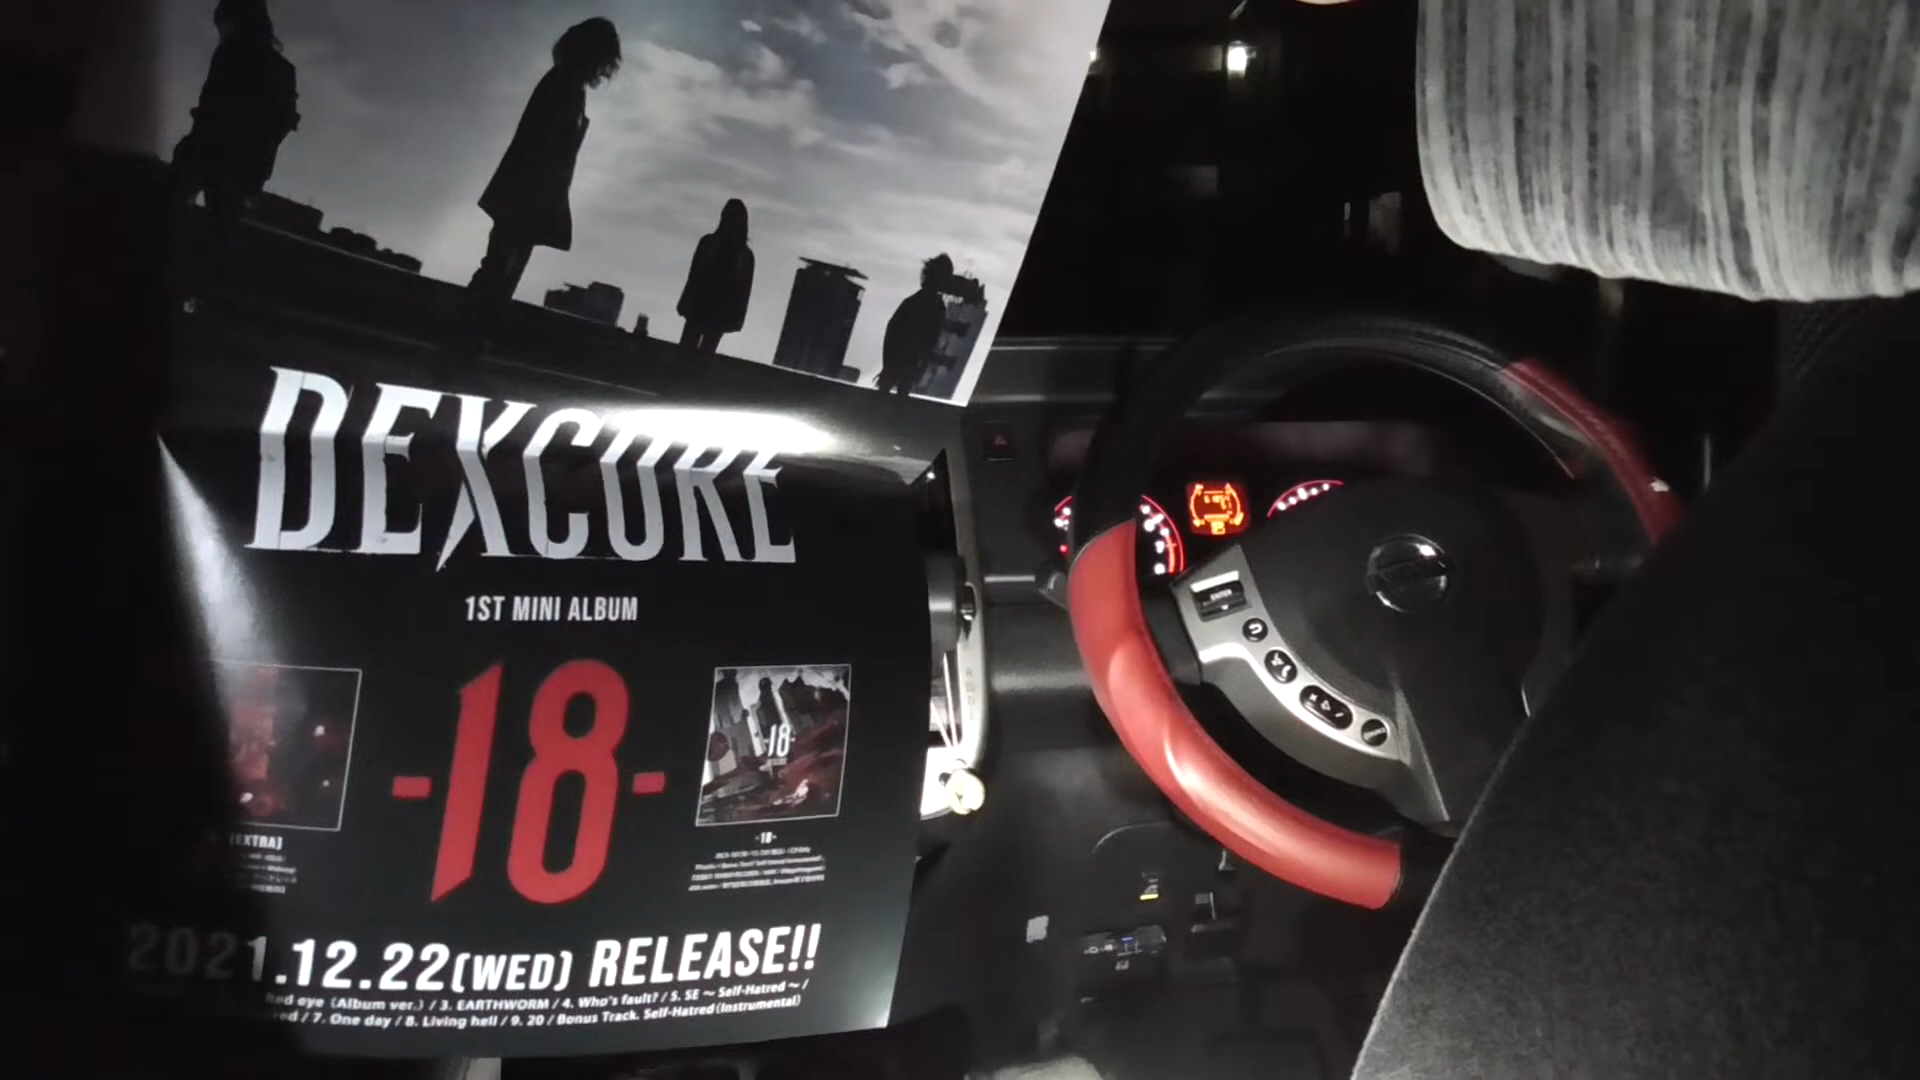 DEXCORE
1ST MINI ALBUM
-18-
-18-
[EXTRA]
-18-
2021.12.22(WED) RELEASE!!
Red eye (Album ver.) / 3. EARTHWORM / 4. Who's fault? / 5. SE ~ Self-Hatred ~ /
/ 7. One day / 8. Living hell / 9. 20 / Bonus Track. Self-Hatred(Instrumental)
ENTER